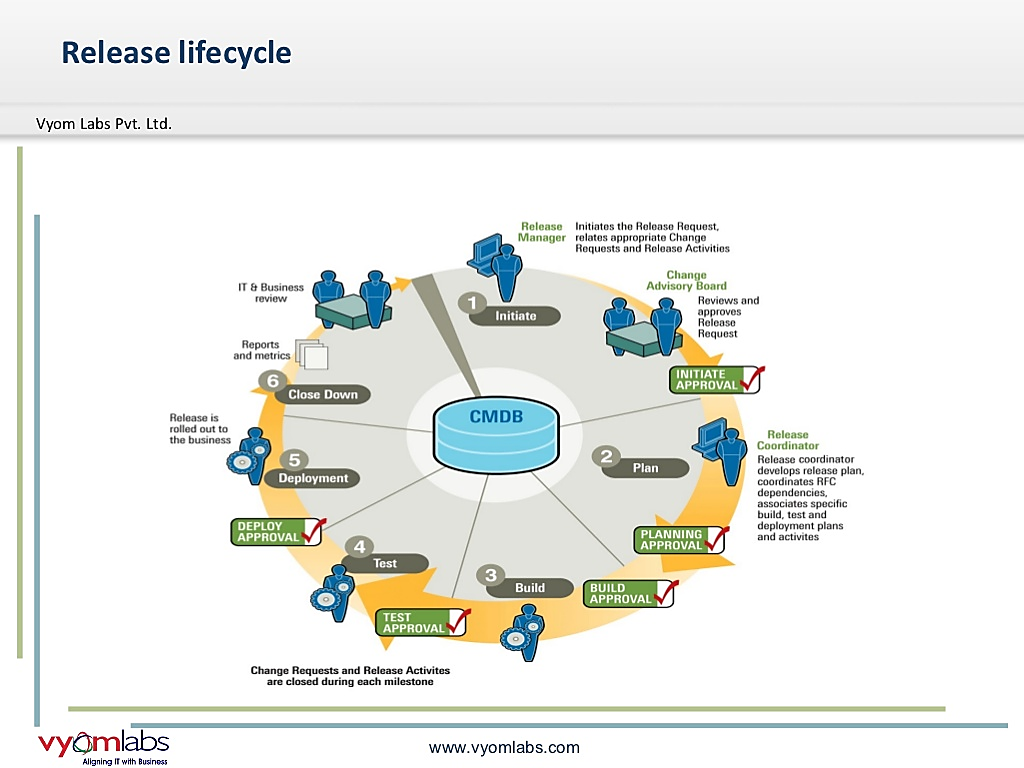 Release lifecycle
Vyom Labs Pvt. Ltd.
Release
Manager
Initiates the Release Request,
relates appropriate Change
Requests and Release Activities
1
Initiate
Change
Advisory Board
Reviews and
approves
Release
Request
INITIATE
APPROVAL
CMDB
2
Plan
Release
Coordinator
Release coordinator
develops release plan,
coordinates RFC
dependencies,
associates specific
build, test and
deployment plans
and activites
PLANNING
APPROVAL
BUILD
APPROVAL
3
Build
TEST
APPROVAL
4
Test
DEPLOY
APPROVAL
5
Deployment
Release is
rolled out to
the business
6
Close Down
Reports
and metrics
IT & Business
review
Change Requests and Release Activites
are closed during each milestone
vyomlabs
Aligning IT with Business
www.vyomlabs.com